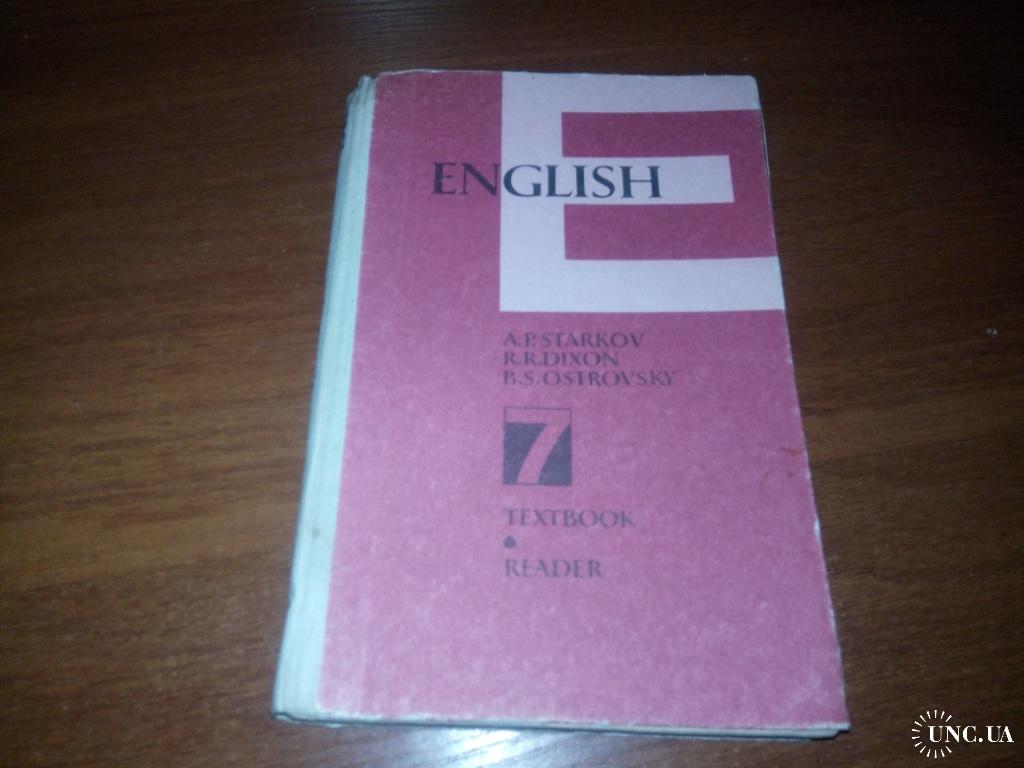 ENGLISH
A.P. STARKOV
R.R. DIXON
B.S. OSTROVSKY
7
TEXTBOOK
•
READER
UNC.UA